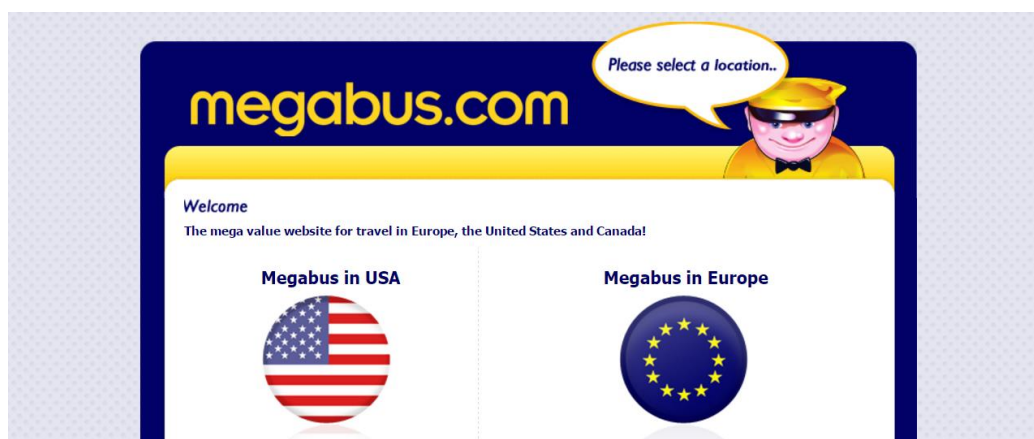 Please select a location..
megabus.com
Welcome
The mega value website for travel in Europe, the United States and Canada!
Megabus in USA
Megabus in Europe